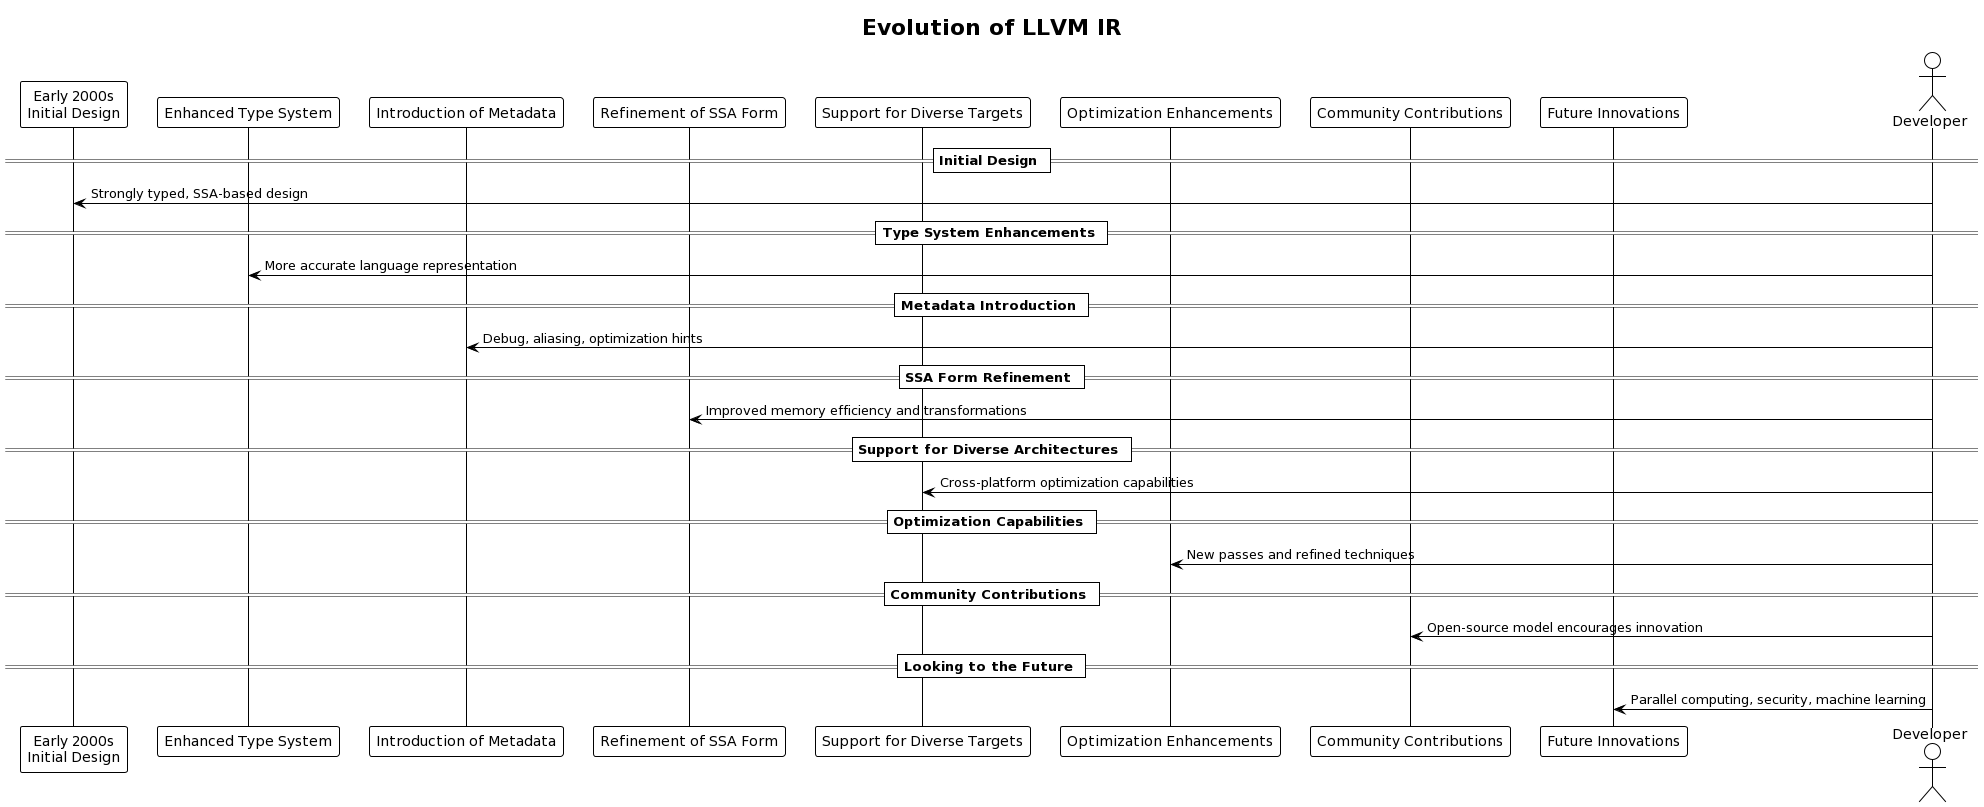 Evolution of LLVM IR
Early 2000s
Initial Design
Enhanced Type System
Introduction of Metadata
Refinement of SSA Form
Support for Diverse Targets
Optimization Enhancements
Community Contributions
Future Innovations
Developer
Initial Design
Strongly typed, SSA-based design
Type System Enhancements
More accurate language representation
Metadata Introduction
Debug, aliasing, optimization hints
SSA Form Refinement
Improved memory efficiency and transformations
Support for Diverse Architectures
Cross-platform optimization capabilities
Optimization Capabilities
New passes and refined techniques
Community Contributions
Open-source model encourages innovation
Looking to the Future
Parallel computing, security, machine learning
Early 2000s
Initial Design
Enhanced Type System
Introduction of Metadata
Refinement of SSA Form
Support for Diverse Targets
Optimization Enhancements
Community Contributions
Future Innovations
Developer